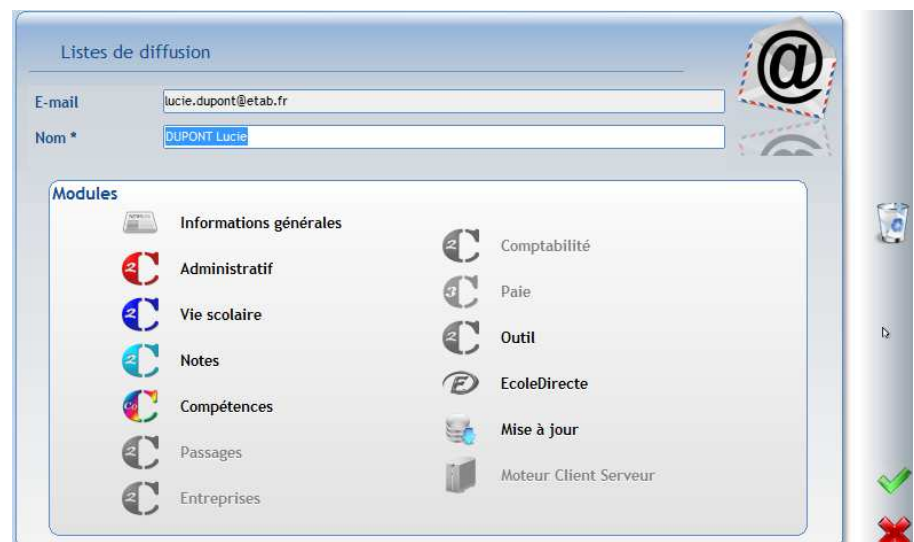 Listes de diffusion
E-mail
lucie.dupont@etab.fr
Nom *
DUPONT Lucie
Modules
Informations générales
Administratif
Vie scolaire
Notes
Compétences
Passages
Entreprises
Comptabilité
Paie
Outil
EcoleDirecte
Mise à jour
Moteur Client Serveur